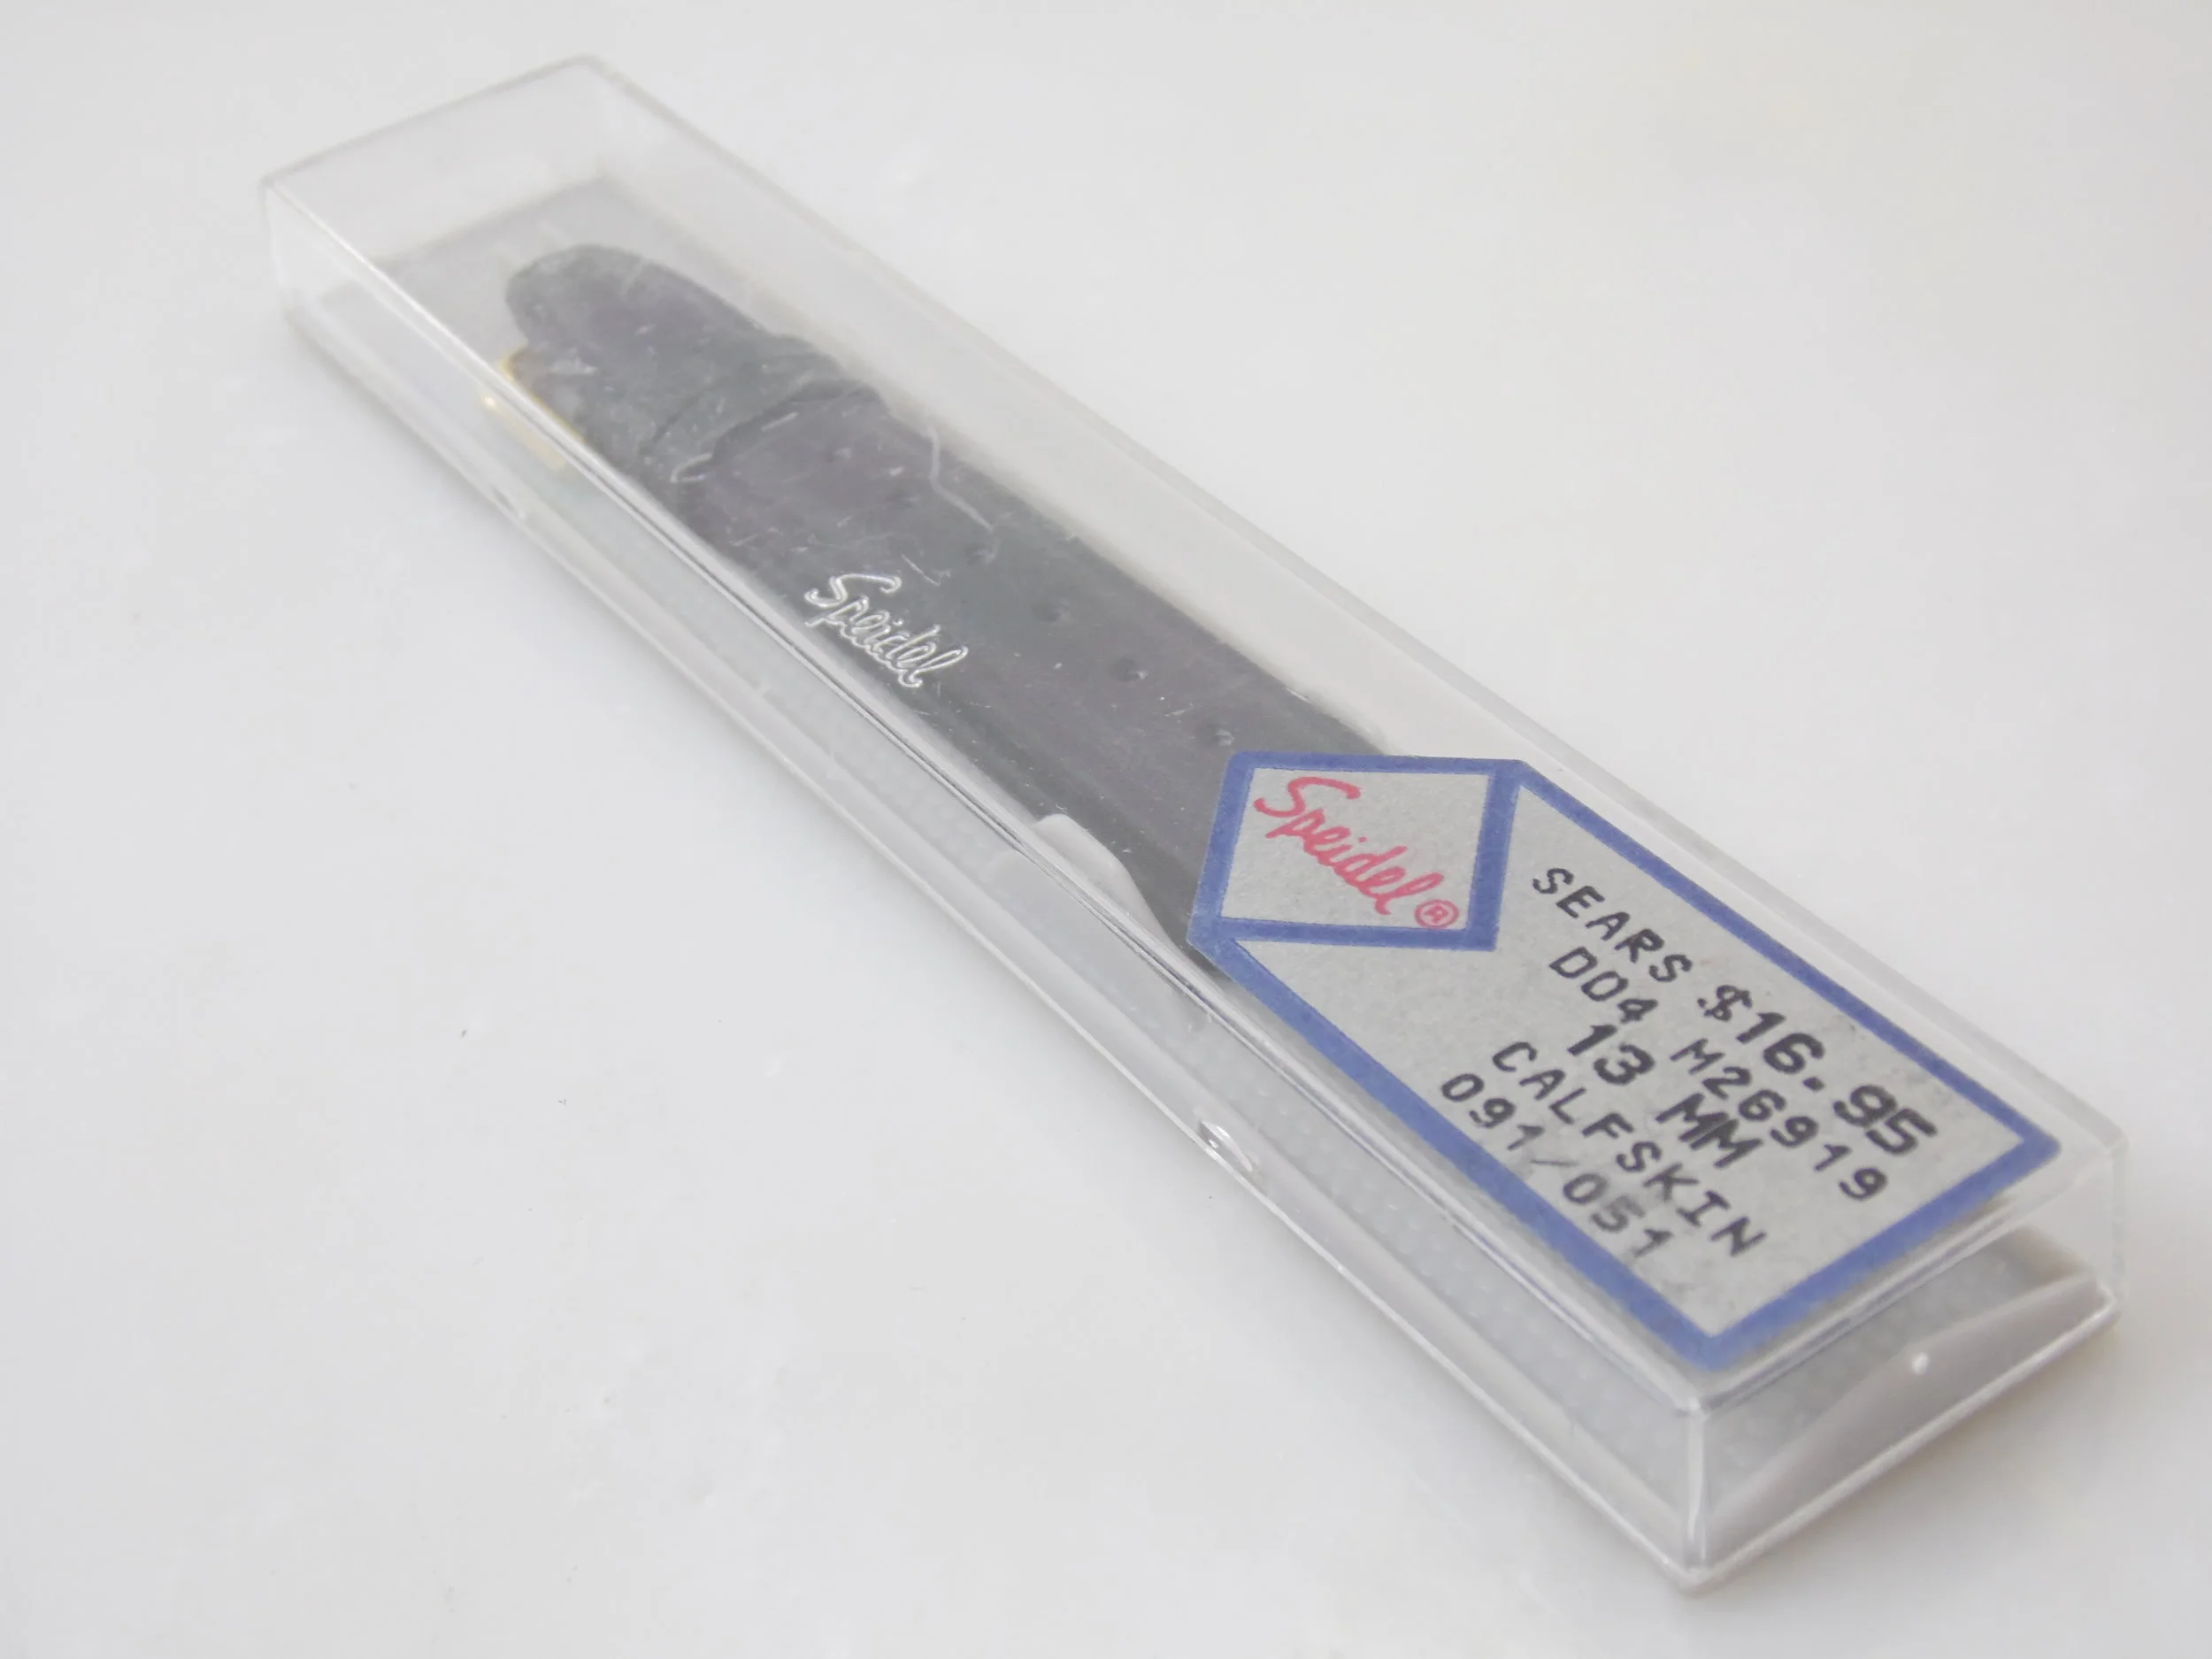 Speidel
Speidel®
SEARS $16.95
D04 M26919
13 MM
CALFSKIN
091/051